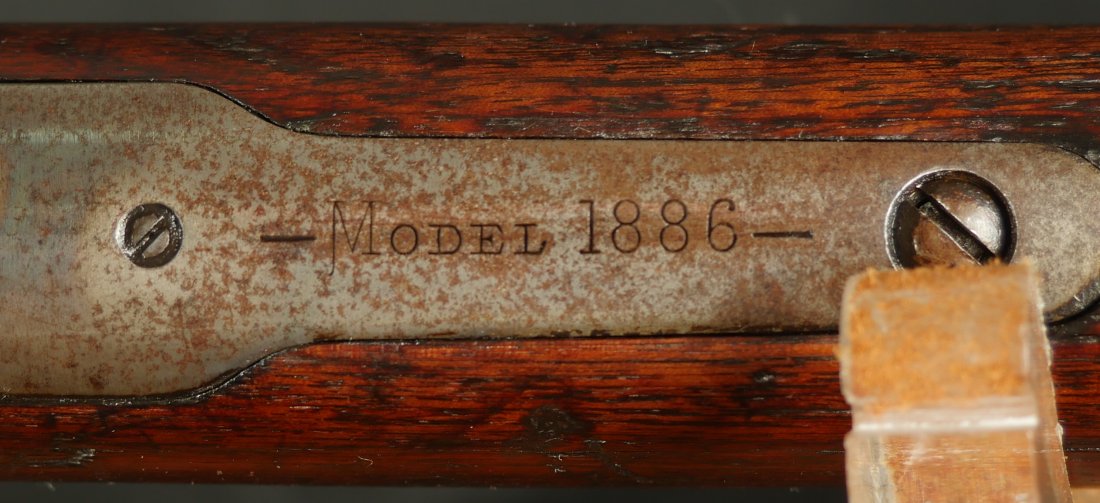 — Model 1886 —